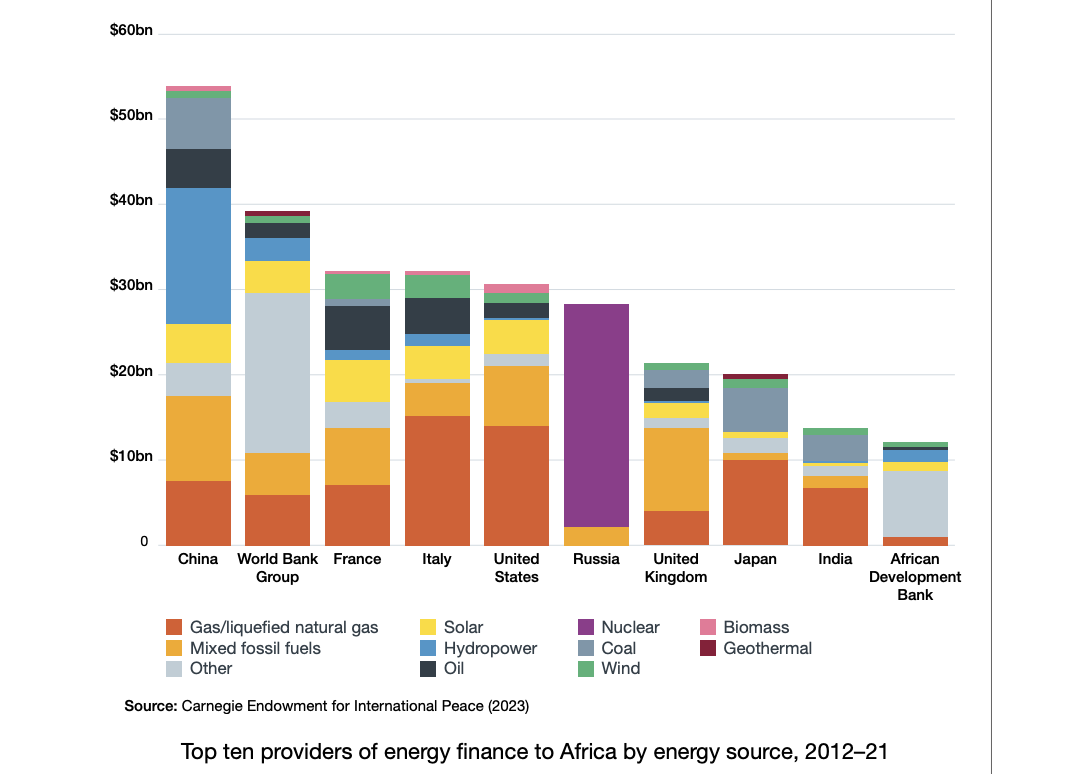 $60bn
$50bn
$40bn
$30bn
$20bn
$10bn
0
China
World Bank
Group
France
Italy
United
States
Russia
United
Kingdom
Japan
India
African
Development
Bank
Gas/liquefied natural gas
Mixed fossil fuels
Other
Solar
Hydropower
Oil
Nuclear
Coal
Wind
Biomass
Geothermal
Source: Carnegie Endowment for International Peace (2023)
Top ten providers of energy finance to Africa by energy source, 2012–21